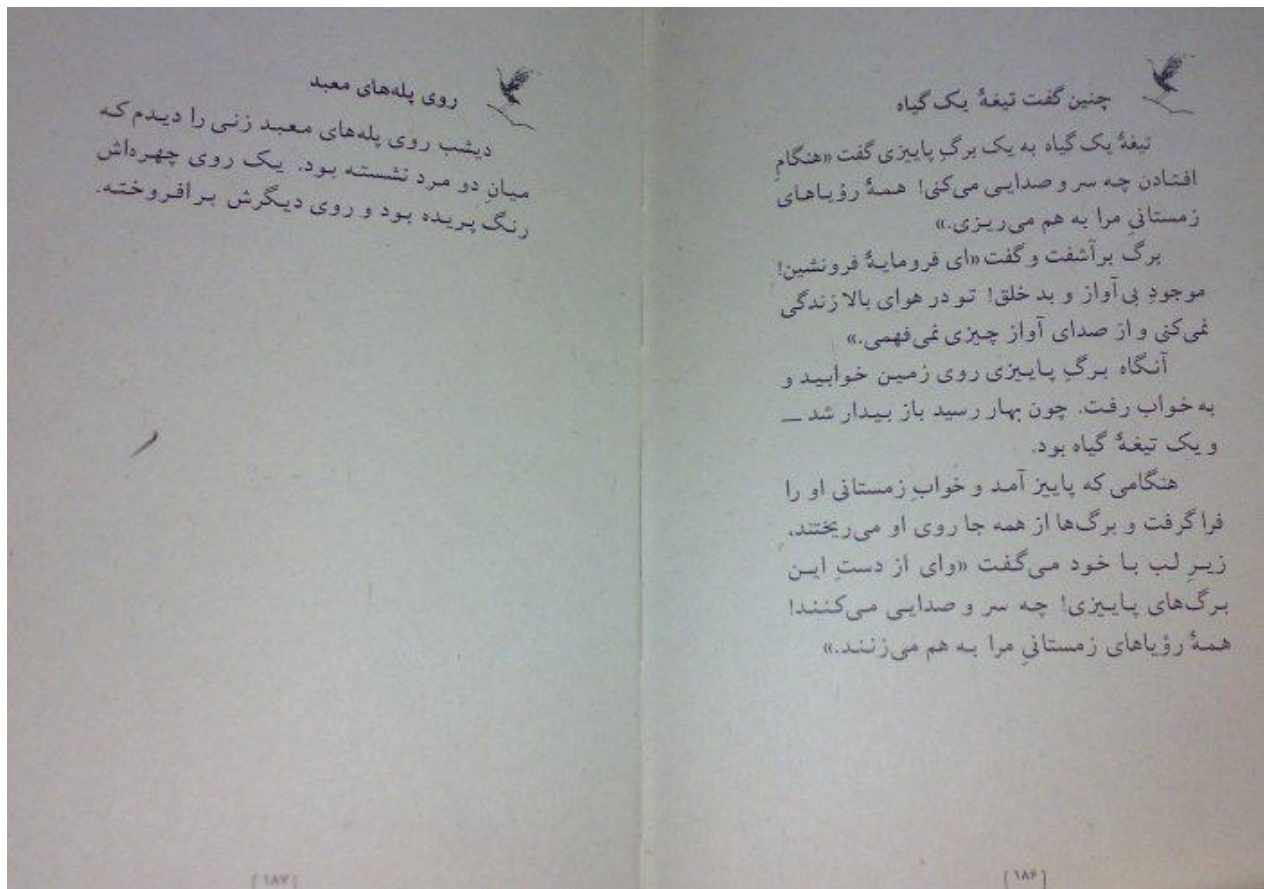 چنین گفت تیغهٔ یک گیاه
تیغهٔ یک گیاه به یک برگِ پاییزی گفت «هنگامِ
افتادن چه سر و صدایی می‌کنی! همهٔ رؤیاهای
زمستانیِ مرا به هم می‌ریزی.»
برگ برآشفت و گفت «ای فرومایهٔ فرونشین!
موجودِ بی‌آواز و بد خلق! تو در هوای بالا زندگی
نمی‌کنی و از صدای آواز چیزی نمی‌فهمی.»
آنگاه برگِ پاییزی روی زمین خوابید و
به خواب رفت. چون بهار رسید باز بیدار شد —
و یک تیغهٔ گیاه بود.
هنگامی که پاییز آمد و خوابِ زمستانی او را
فرا گرفت و برگ‌ها از همه جا روی او می‌ریختند،
زیرِ لب با خود می‌گفت «وای از دستِ این
برگ‌های پاییزی! چه سر و صدایی می‌کنند!
همهٔ رؤیاهای زمستانیِ مرا به هم می‌زنند.»
[۱۸۶]
روی پله‌های معبد
دیشب روی پله‌های معبد زنی را دیدم که
میانِ دو مرد نشسته بود. یک روی چهره‌اش
رنگ پریده بود و روی دیگرش برافروخته.
[۱۸۷]